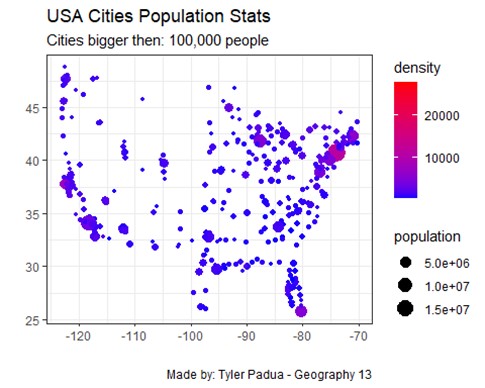 USA Cities Population Stats
Cities bigger then: 100,000 people
density
20000
10000
population
5.0e+06
1.0e+07
1.5e+07
45
40
35
30
25
-120
-110
-100
-90
-80
-70
Made by: Tyler Padua - Geography 13